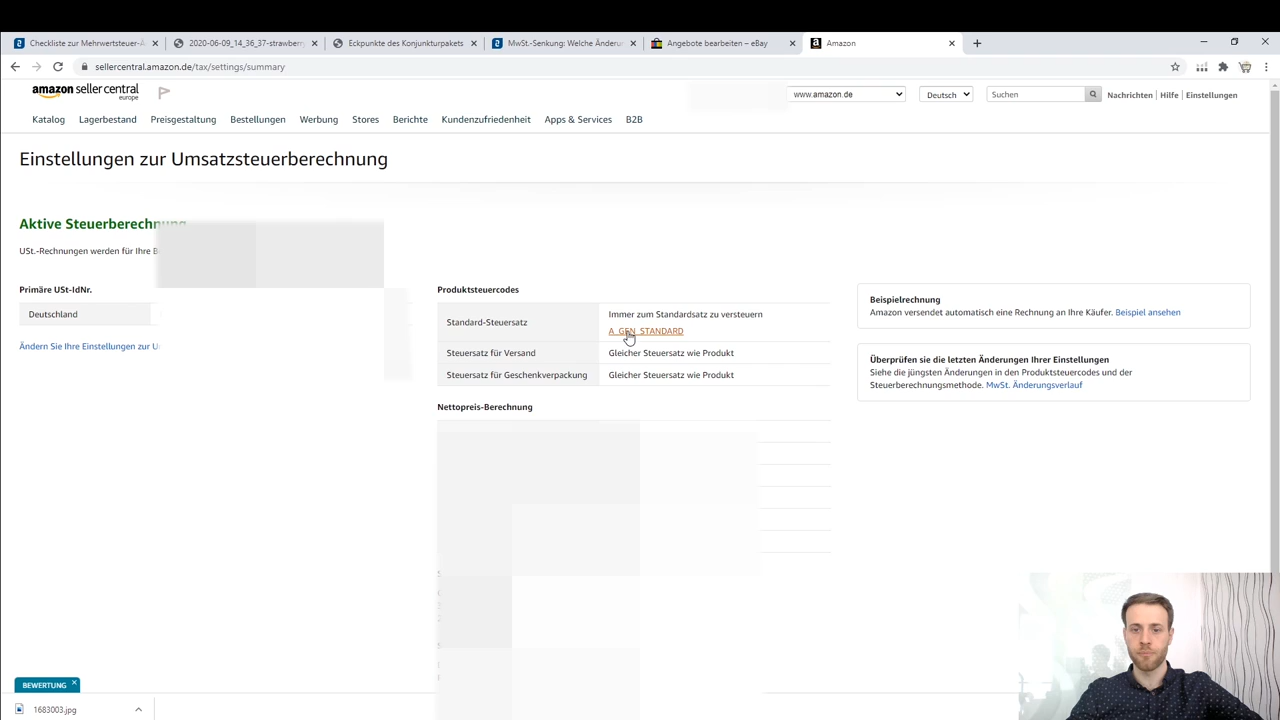 Checkliste zur Mehrwertsteuer-
2020-06-09_14_36_37-strawberr
Eckpunkte des Konjunkturpakets
MwSt.-Senkung: Welche Änderu
Angebote bearbeiten – eBay
Amazon
sellercentral.amazon.de/tax/settings/summary
amazon seller central
europe
www.amazon.de
Deutsch
Suchen
Nachrichten | Hilfe | Einstellungen
Katalog
Lagerbestand
Preisgestaltung
Bestellungen
Werbung
Stores
Berichte
Kundenzufriedenheit
Apps & Services
B2B
Einstellungen zur Umsatzsteuerberechnung
Aktive Steuerberechnung
USt.-Rechnungen werden für Ihre B
Primäre USt-IdNr.
Deutschland
Ändern Sie Ihre Einstellungen zur U
Produktsteuercodes
Standard-Steuersatz
Immer zum Standardsatz zu versteuern
A_GEN_STANDARD
Steuersatz für Versand
Gleicher Steuersatz wie Produkt
Steuersatz für Geschenkverpackung
Gleicher Steuersatz wie Produkt
Nettopreis-Berechnung
Beispielrechnung
Amazon versendet automatisch eine Rechnung an Ihre Käufer. Beispiel ansehen
Überprüfen sie die letzten Änderungen Ihrer Einstellungen
Siehe die jüngsten Änderungen in den Produktsteuercodes und der
Steuerberechnungsmethode. MwSt. Änderungsverlauf
BEWERTUNG
1683003.jpg